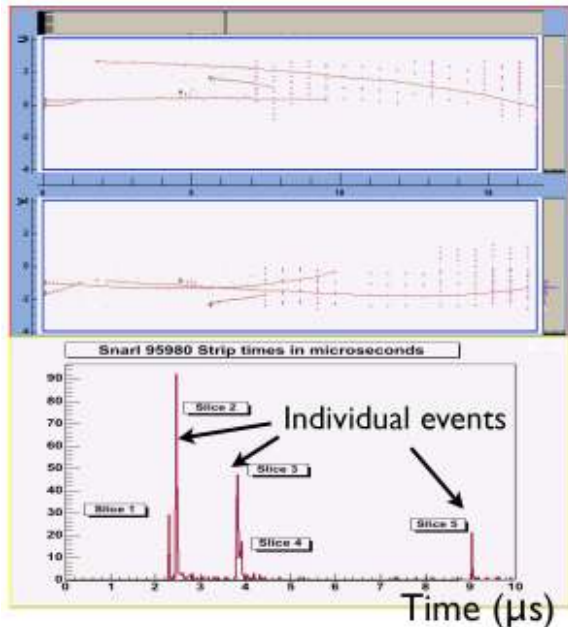 Snarl 95980 Strip times in microseconds
90
80
70
60
50
40
30
20
10
0
Slice 1
Slice 2
Individual events
Slice 3
Slice 4
Slice 5
0 1 2 3 4 5 6 7 8 9 10
Time (μs)